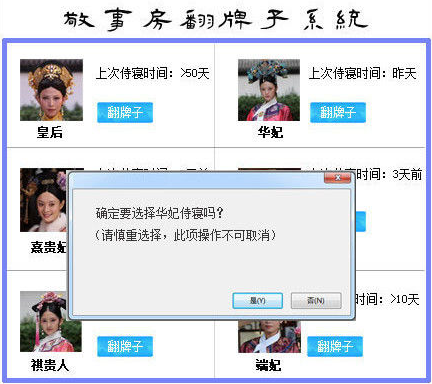 敬事房翻牌子系統
上次侍寝时间：>50天
翻牌子
皇后
上次侍寝时间：昨天
翻牌子
华妃
熹贵妃
3天前
确定要选择华妃侍寝吗？
（请慎重选择，此项操作不可取消）
是(Y)
否(N)
翻牌子
祺贵人
时间：>10天
翻牌子
端妃